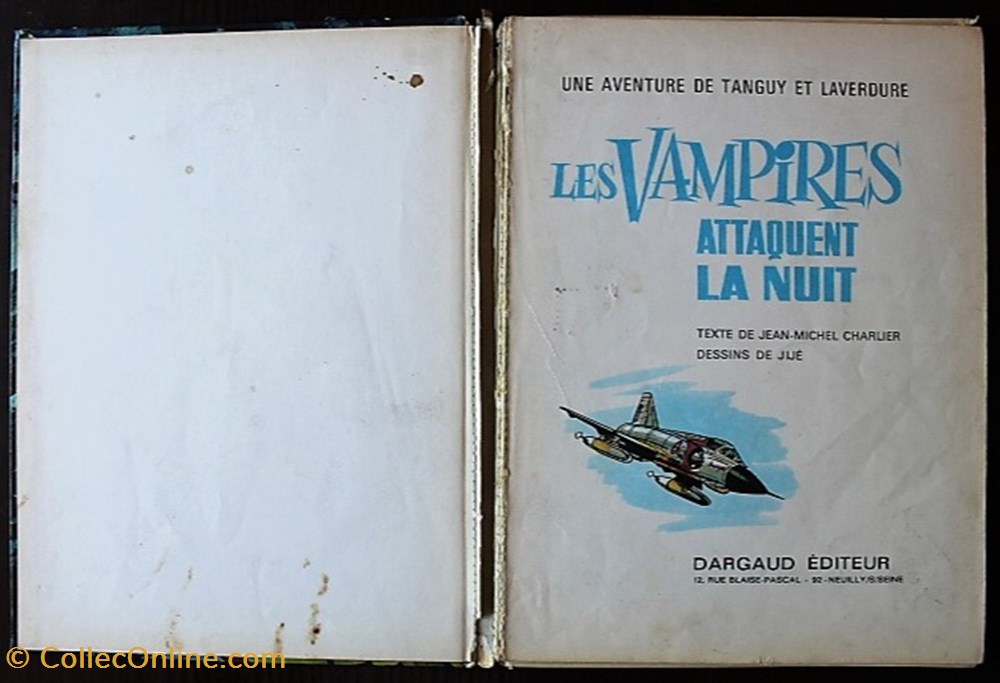 UNE AVENTURE DE TANGUY ET LAVERDURE
LES VAMPIRES
ATTAQUENT
LA NUIT
TEXTE DE JEAN-MICHEL CHARLIER
DESSINS DE JIJÉ
DARGAUD ÉDITEUR
12, RUE BLAISE-PASCAL - 92-NEUILLY/S/SEINE
© CollecOnline.com